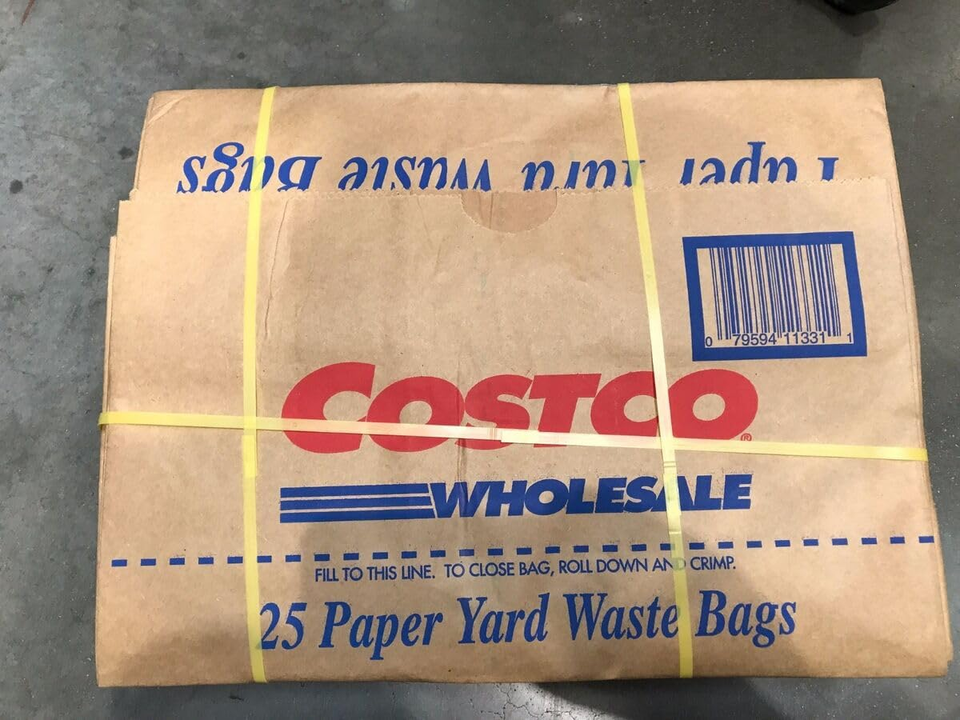 Paper Yard Waste Bags
0 79594 11331 1
COSTCO®
WHOLESALE
FILL TO THIS LINE. TO CLOSE BAG, ROLL DOWN AND CRIMP.
25 Paper Yard Waste Bags